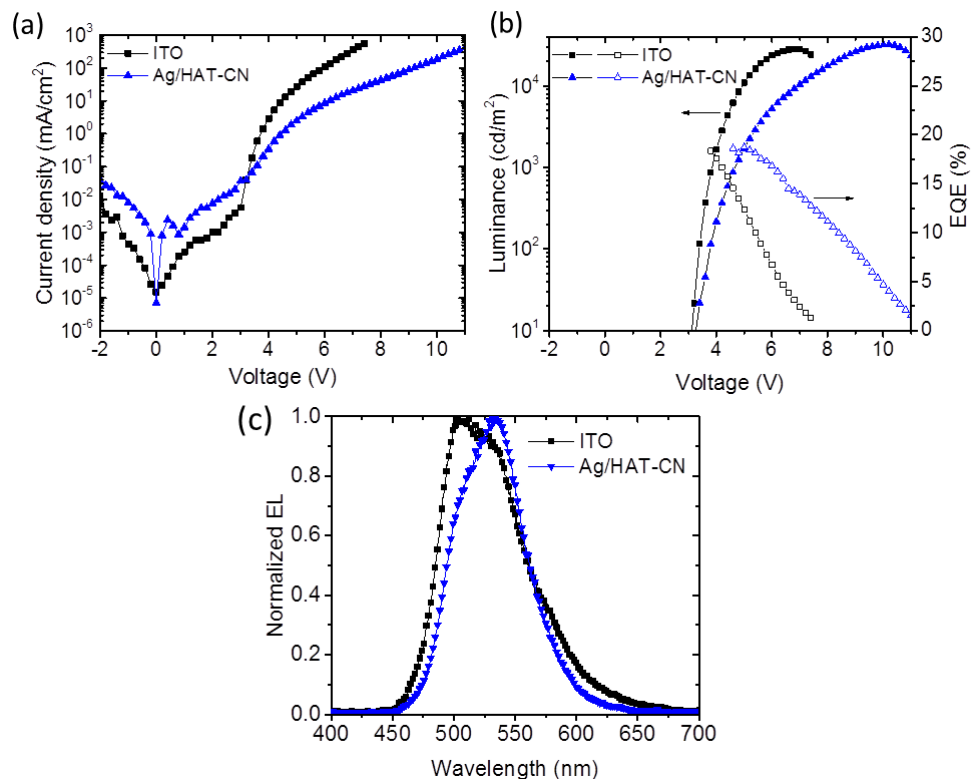 (a)
ITO
Ag/HAT-CN
Current density (mA/cm²)
10³
10²
10¹
10⁰
10⁻¹
10⁻²
10⁻³
10⁻⁴
10⁻⁵
10⁻⁶
-2 0 2 4 6 8 10
Voltage (V)
(b)
ITO
Ag/HAT-CN
Luminance (cd/m²)
10⁴
10³
10²
10¹
0 2 4 6 8 10
Voltage (V)
30
25
20
15
10
5
0
EQE (%)
(c)
ITO
Ag/HAT-CN
Normalized EL
1.0
0.8
0.6
0.4
0.2
0.0
400 450 500 550 600 650 700
Wavelength (nm)